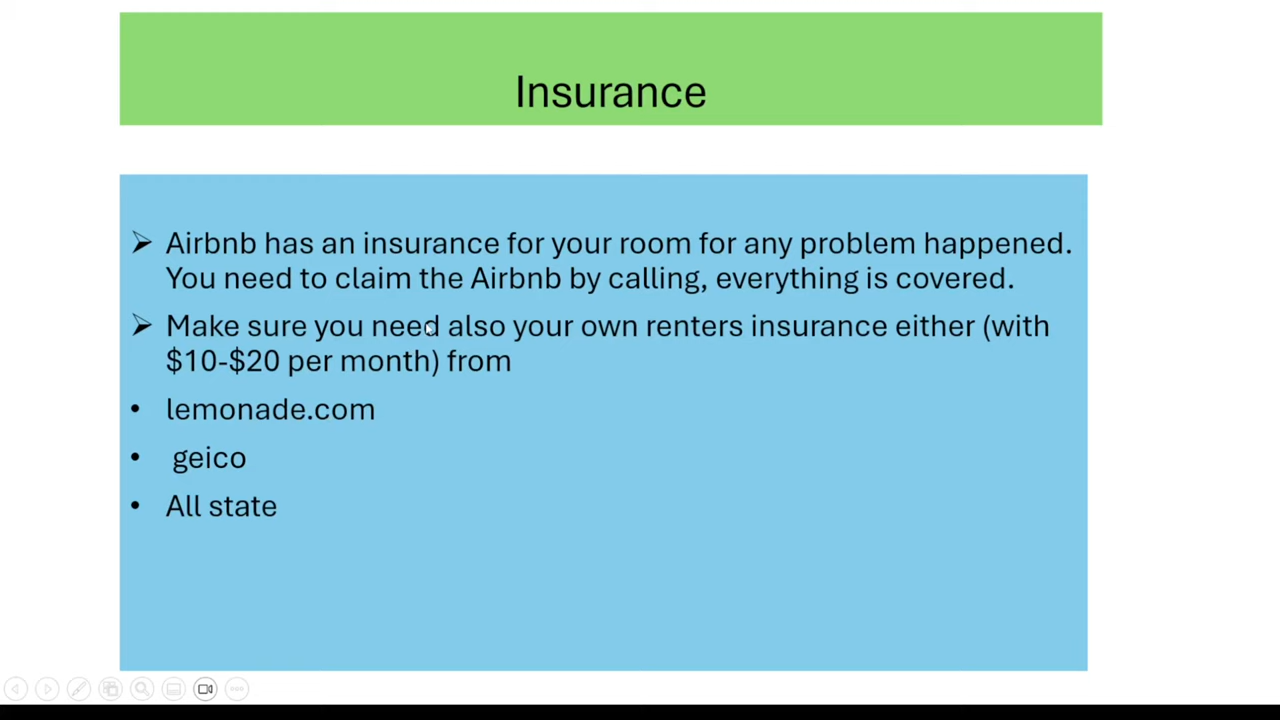 Insurance
➢ Airbnb has an insurance for your room for any problem happened.
You need to claim the Airbnb by calling, everything is covered.
➢ Make sure you need also your own renters insurance either (with
$10-$20 per month) from
• lemonade.com
• geico
• All state